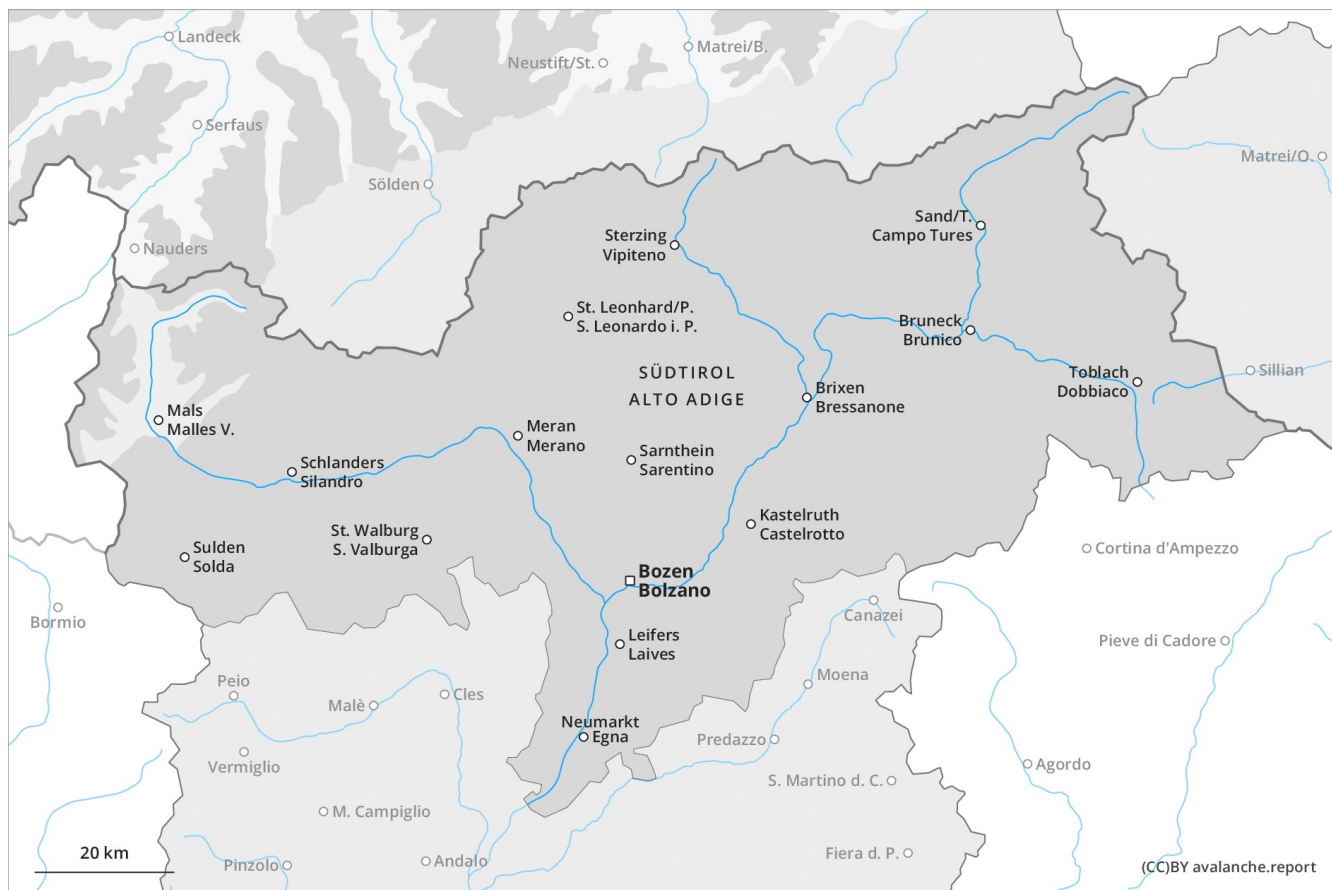 Landeck
Matrei/B.
Neustift/St.
Serfaus
Matrei/O.
Sölden
Sand/T.
Campo Tures
Nauders
Sterzing
Vipiteno
St. Leonhard/P.
S. Leonardo i. P.
Bruneck
Brunico
SÜDTIROL
ALTO ADIGE
Toblach
Dobbiaco
Sillian
Brixen
Bressanone
Mals
Malles V.
Meran
Merano
Sarnthein
Sarentino
Schlanders
Silandro
Kastelruth
Castelrotto
St. Walburg
S. Valburga
Sulden
Solda
Cortina d'Ampezzo
Bozen
Bolzano
Bormio
Canazei
Leifers
Laives
Pieve di Cadore
Peio
Moena
Malè
Cles
Neumarkt
Egna
Predazzo
Vermiglio
Agordo
S. Martino d. C.
M. Campiglio
20 km
Pinzolo
Andalo
Fiera d. P.
(CC)BY avalanche.report